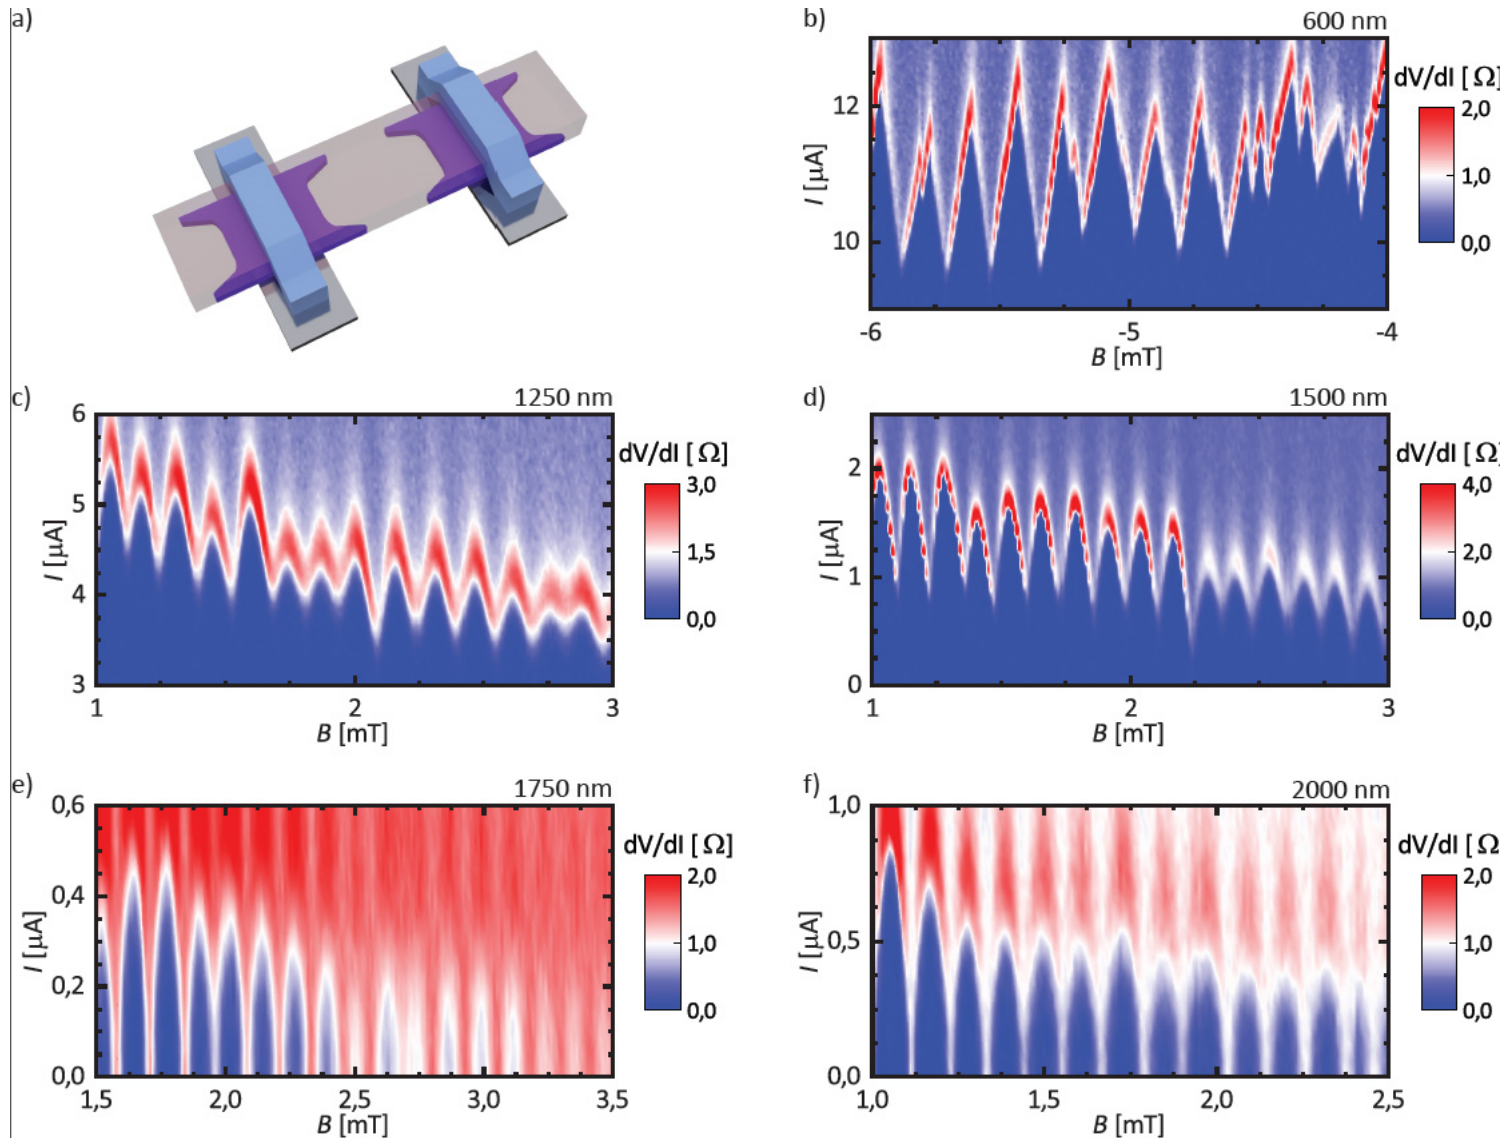 a)
b)
600 nm
12
10
I [µA]
-6
-5
-4
B [mT]
dV/dI [ Ω]
2,0
1,0
0,0
c)
1250 nm
6
5
4
3
I [µA]
1
2
3
B [mT]
dV/dI [ Ω]
3,0
1,5
0,0
d)
1500 nm
2
1
0
I [µA]
1
2
3
B [mT]
dV/dI [ Ω]
4,0
2,0
0,0
e)
1750 nm
0,6
0,4
0,2
0,0
I [µA]
1,5
2,0
2,5
3,0
3,5
B [mT]
dV/dI [ Ω]
2,0
1,0
0,0
f)
2000 nm
1,0
0,5
0,0
I [µA]
1,0
1,5
2,0
2,5
B [mT]
dV/dI [ Ω]
2,0
1,0
0,0